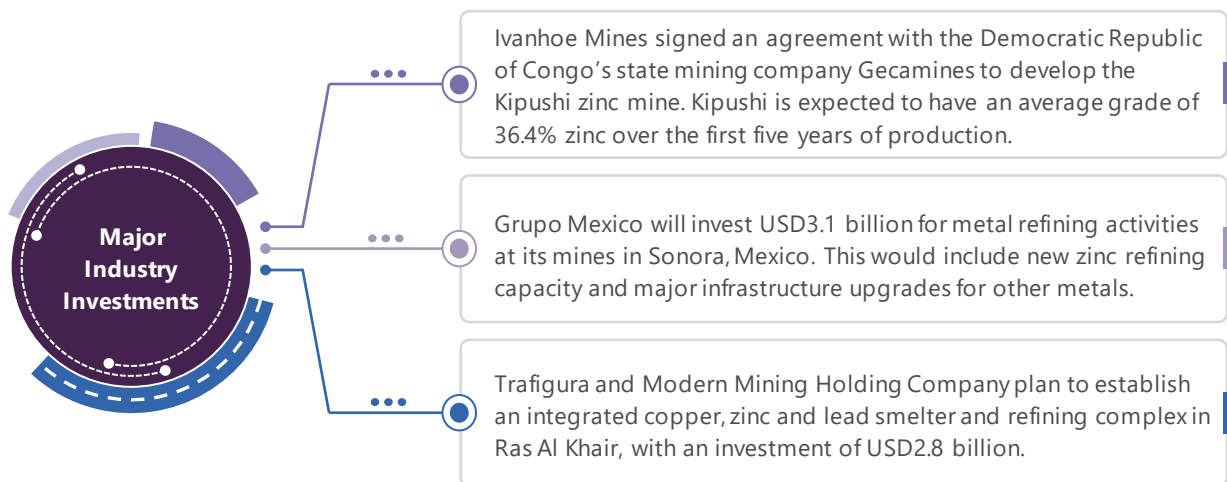 Major
Industry
Investments
Ivanhoe Mines signed an agreement with the Democratic Republic
of Congo’s state mining company Gecamines to develop the
Kipushi zinc mine. Kipushi is expected to have an average grade of
36.4% zinc over the first five years of production.
Grupo Mexico will invest USD3.1 billion for metal refining activities
at its mines in Sonora, Mexico. This would include new zinc refining
capacity and major infrastructure upgrades for other metals.
Trafigura and Modern Mining Holding Company plan to establish
an integrated copper, zinc and lead smelter and refining complex in
Ras Al Khair, with an investment of USD2.8 billion.